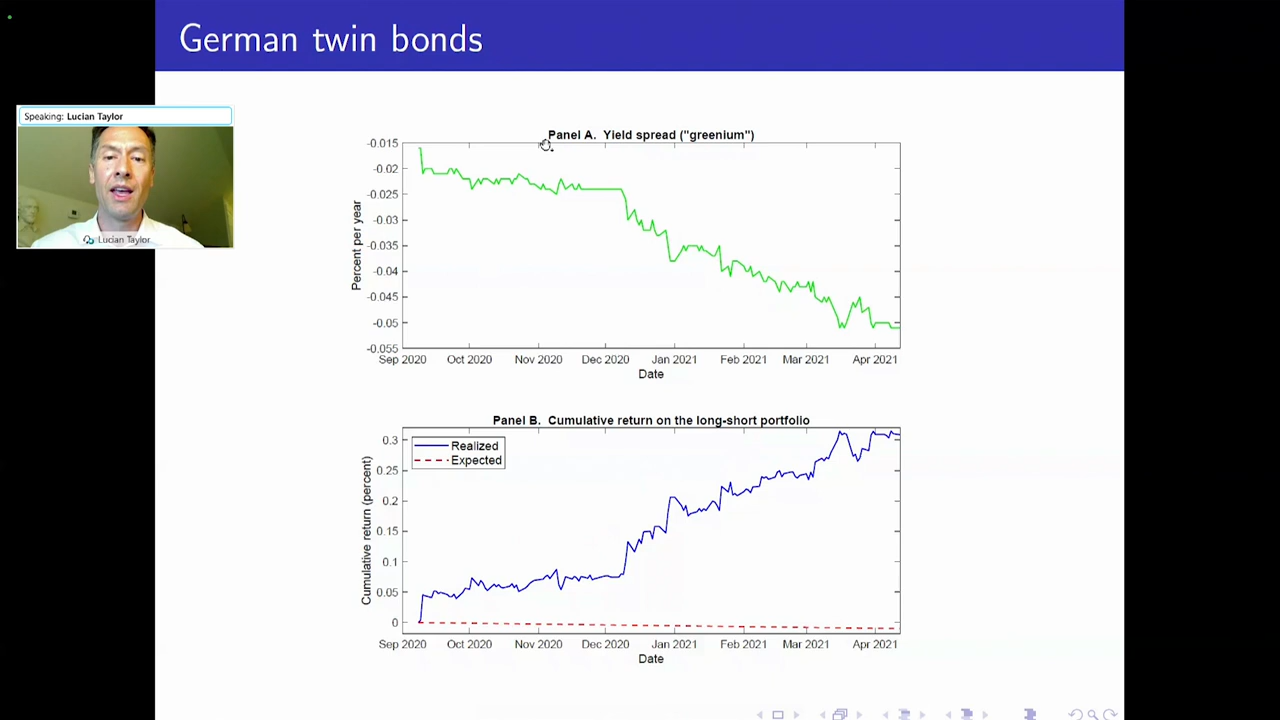 German twin bonds
Speaking: Lucian Taylor
Lucian Taylor
Panel A. Yield spread ("greenium")
Percent per year
-0.015
-0.02
-0.025
-0.03
-0.035
-0.04
-0.045
-0.05
-0.055
Sep 2020 Oct 2020 Nov 2020 Dec 2020 Jan 2021 Feb 2021 Mar 2021 Apr 2021
Date
Panel B. Cumulative return on the long-short portfolio
Realized
Expected
Cumulative return (percent)
0.3
0.25
0.2
0.15
0.1
0.05
0
Sep 2020 Oct 2020 Nov 2020 Dec 2020 Jan 2021 Feb 2021 Mar 2021 Apr 2021
Date